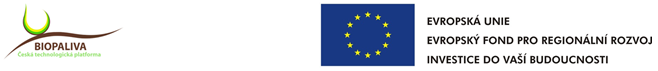 BIOPALIVA
Česká technologická platforma
EVROPSKÁ UNIE
EVROPSKÝ FOND PRO REGIONÁLNÍ ROZVOJ
INVESTICE DO VAŠÍ BUDOUCNOSTI